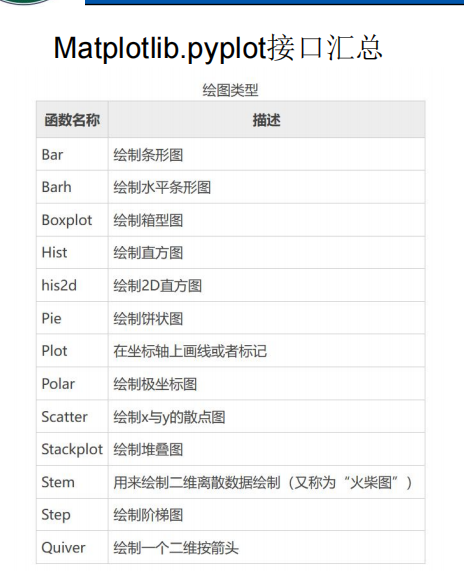 Matplotlib.pyplot接口汇总
绘图类型
函数名称 描述
Bar 绘制条形图
Barh 绘制水平条形图
Boxplot 绘制箱型图
Hist 绘制直方图
his2d 绘制2D直方图
Pie 绘制饼状图
Plot 在坐标轴上画线或者标记
Polar 绘制极坐标图
Scatter 绘制x与y的散点图
Stackplot 绘制堆叠图
Stem 用来绘制二维离散数据绘制（又称为“火柴图”）
Step 绘制阶梯图
Quiver 绘制一个二维按箭头